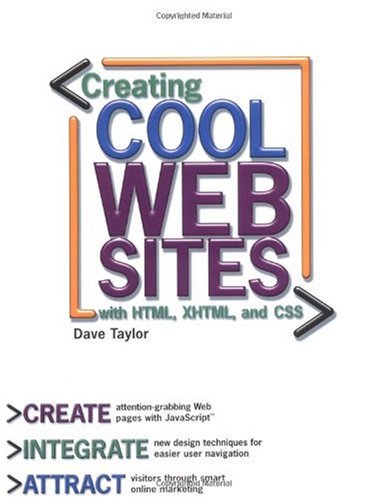 Copyrighted Material
<Creating
COOL
WEB
SITES
with HTML, XHTML, and CSS>
Dave Taylor
>CREATE attention-grabbing Web
pages with JavaScript™
>INTEGRATE new design techniques for
easier user navigation
>ATTRACT visitors through smart
online marketing
Copyrighted Material